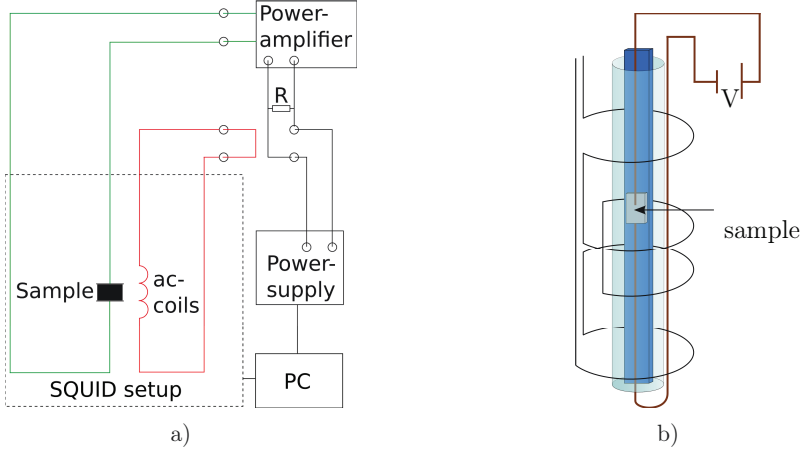 Power-
amplifier
R
Sample
ac-
coils
Power-
supply
SQUID setup
PC
a)
V
sample
b)